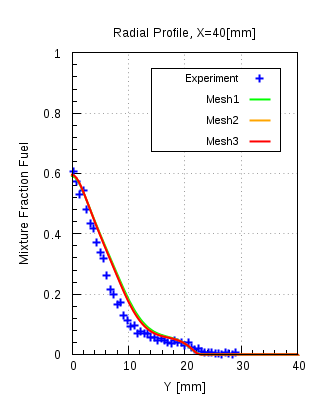 Radial Profile, X=40[mm]
1
0.8
0.6
0.4
0.2
0
Mixture Fraction Fuel
Experiment
Mesh1
Mesh2
Mesh3
0 10 20 30 40
Y [mm]